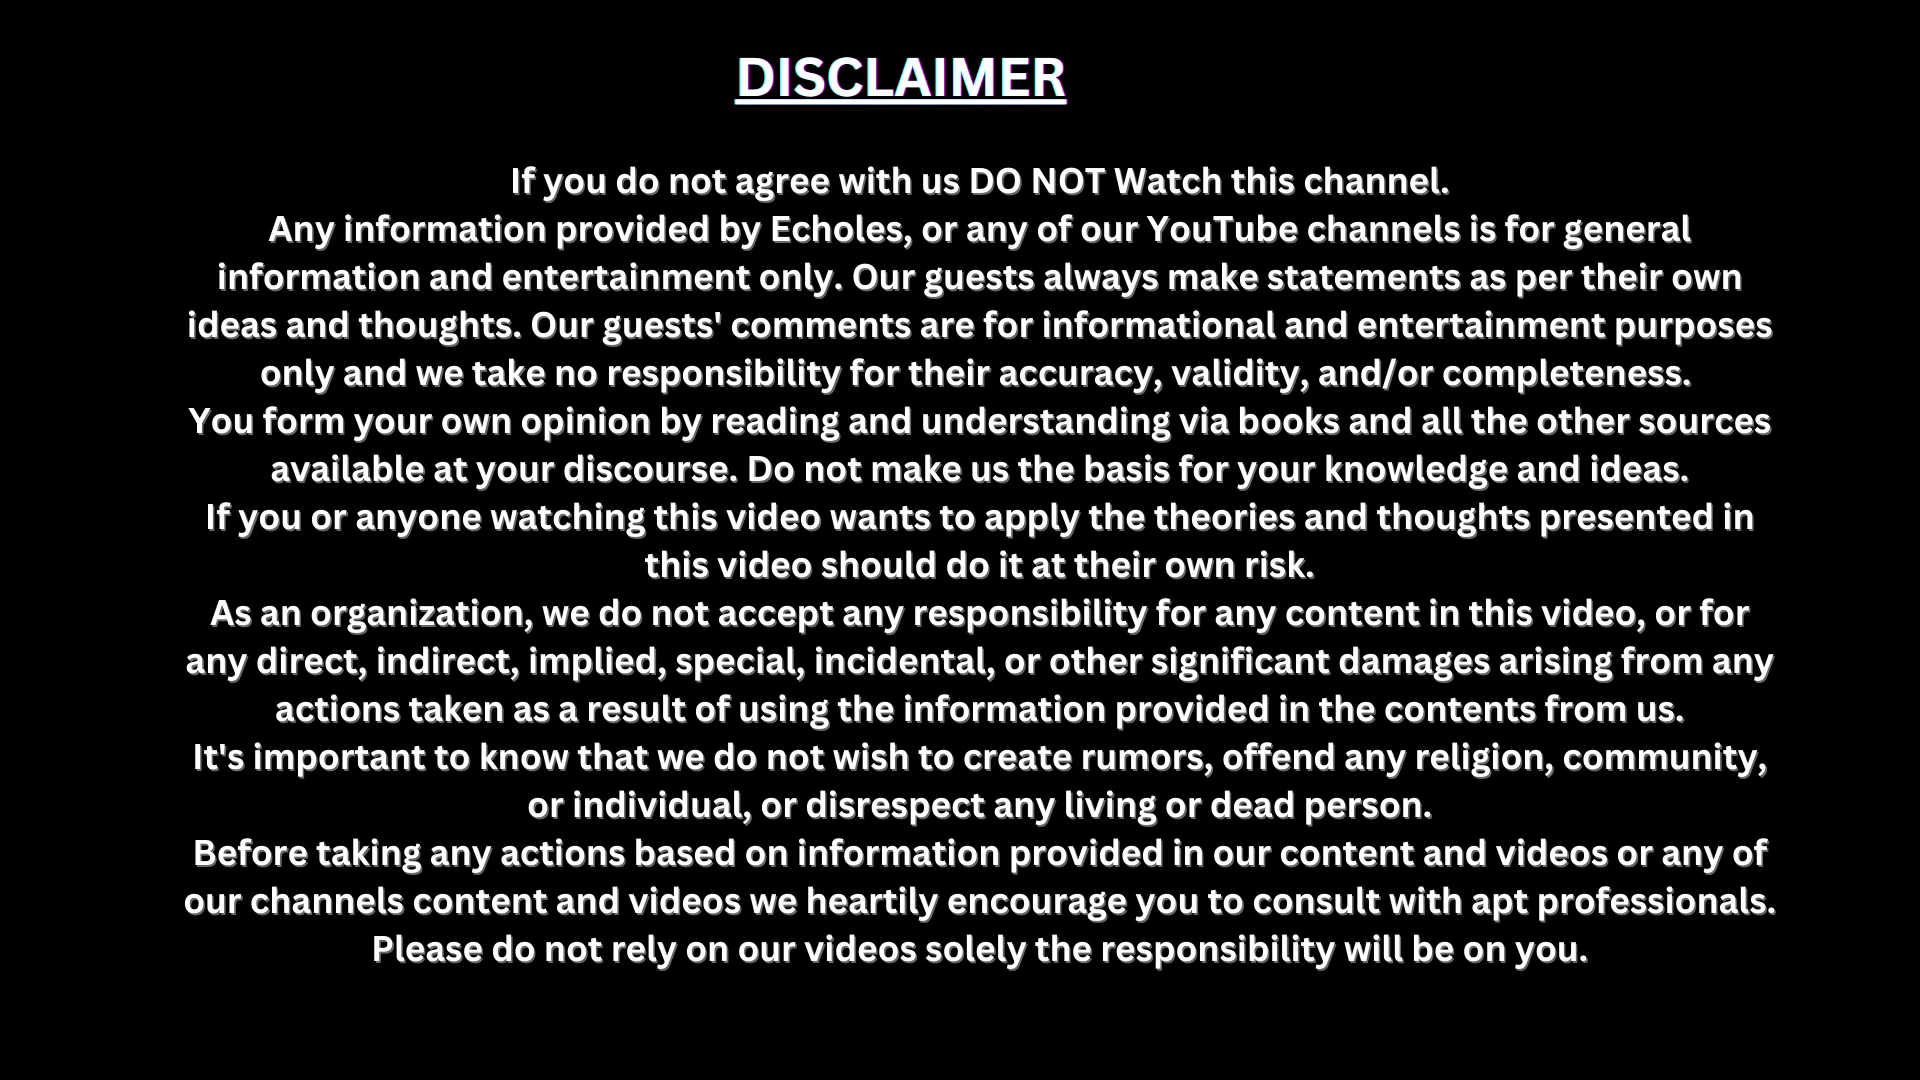 DISCLAIMER
If you do not agree with us DO NOT Watch this channel.
Any information provided by Echoles, or any of our YouTube channels is for general
information and entertainment only. Our guests always make statements as per their own
ideas and thoughts. Our guests' comments are for informational and entertainment purposes
only and we take no responsibility for their accuracy, validity, and/or completeness.
You form your own opinion by reading and understanding via books and all the other sources
available at your discourse. Do not make us the basis for your knowledge and ideas.
If you or anyone watching this video wants to apply the theories and thoughts presented in
this video should do it at their own risk.
As an organization, we do not accept any responsibility for any content in this video, or for
any direct, indirect, implied, special, incidental, or other significant damages arising from any
actions taken as a result of using the information provided in the contents from us.
It's important to know that we do not wish to create rumors, offend any religion, community,
or individual, or disrespect any living or dead person.
Before taking any actions based on information provided in our content and videos or any of
our channels content and videos we heartily encourage you to consult with apt professionals.
Please do not rely on our videos solely the responsibility will be on you.